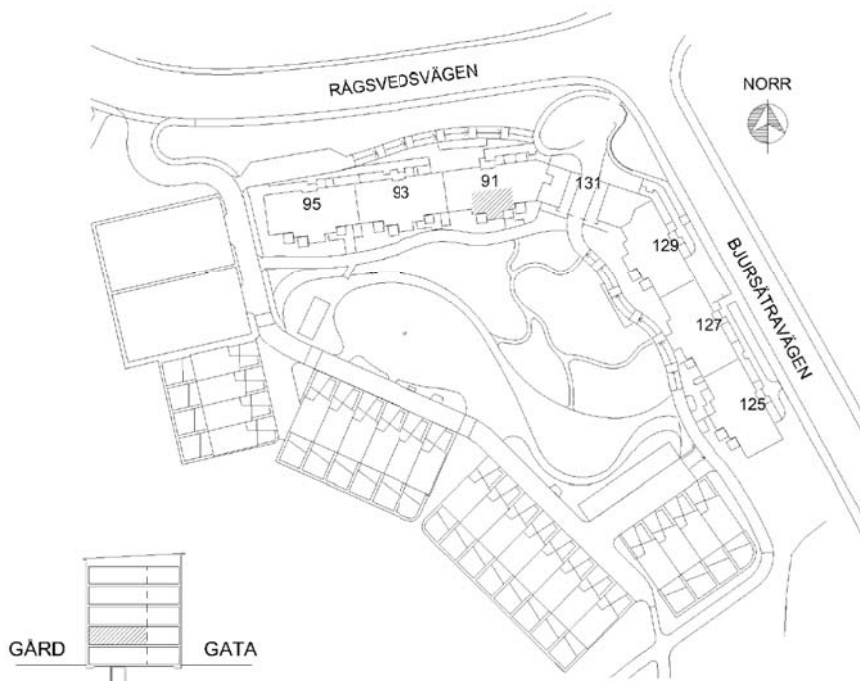 RÅGSVEDSVÄGEN
NORR
91
131
93
95
129
BJURSÄTRAVÄGEN
127
125
GÅRD
GATA